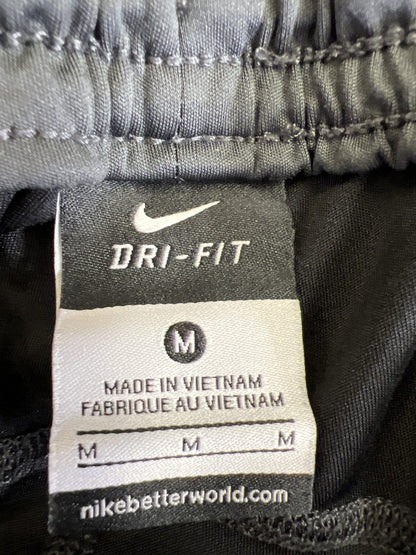 DRI-FIT
M
MADE IN VIETNAM
FABRIQUE AU VIETNAM
M M M
nikebetterworld.com